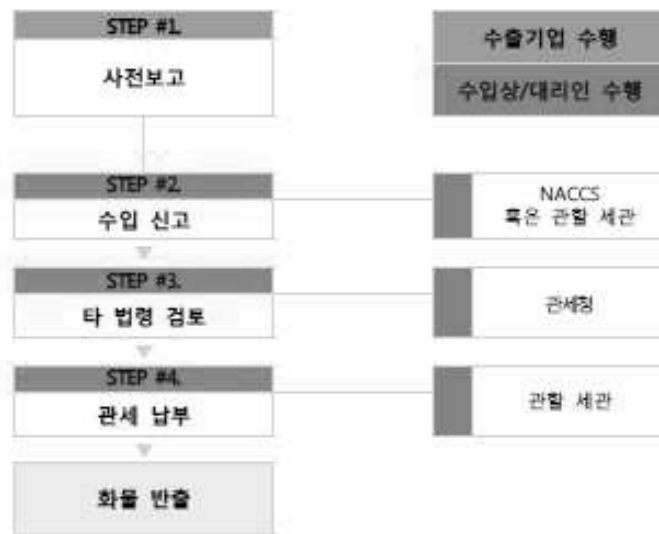 STEP #1.
사전보고
수출기업 수행
수입상/대리인 수행
STEP #2.
수입 신고
NACCS
혹은 관할 세관
STEP #3.
타 법령 검토
관세청
STEP #4.
관세 납부
관할 세관
화물 반출